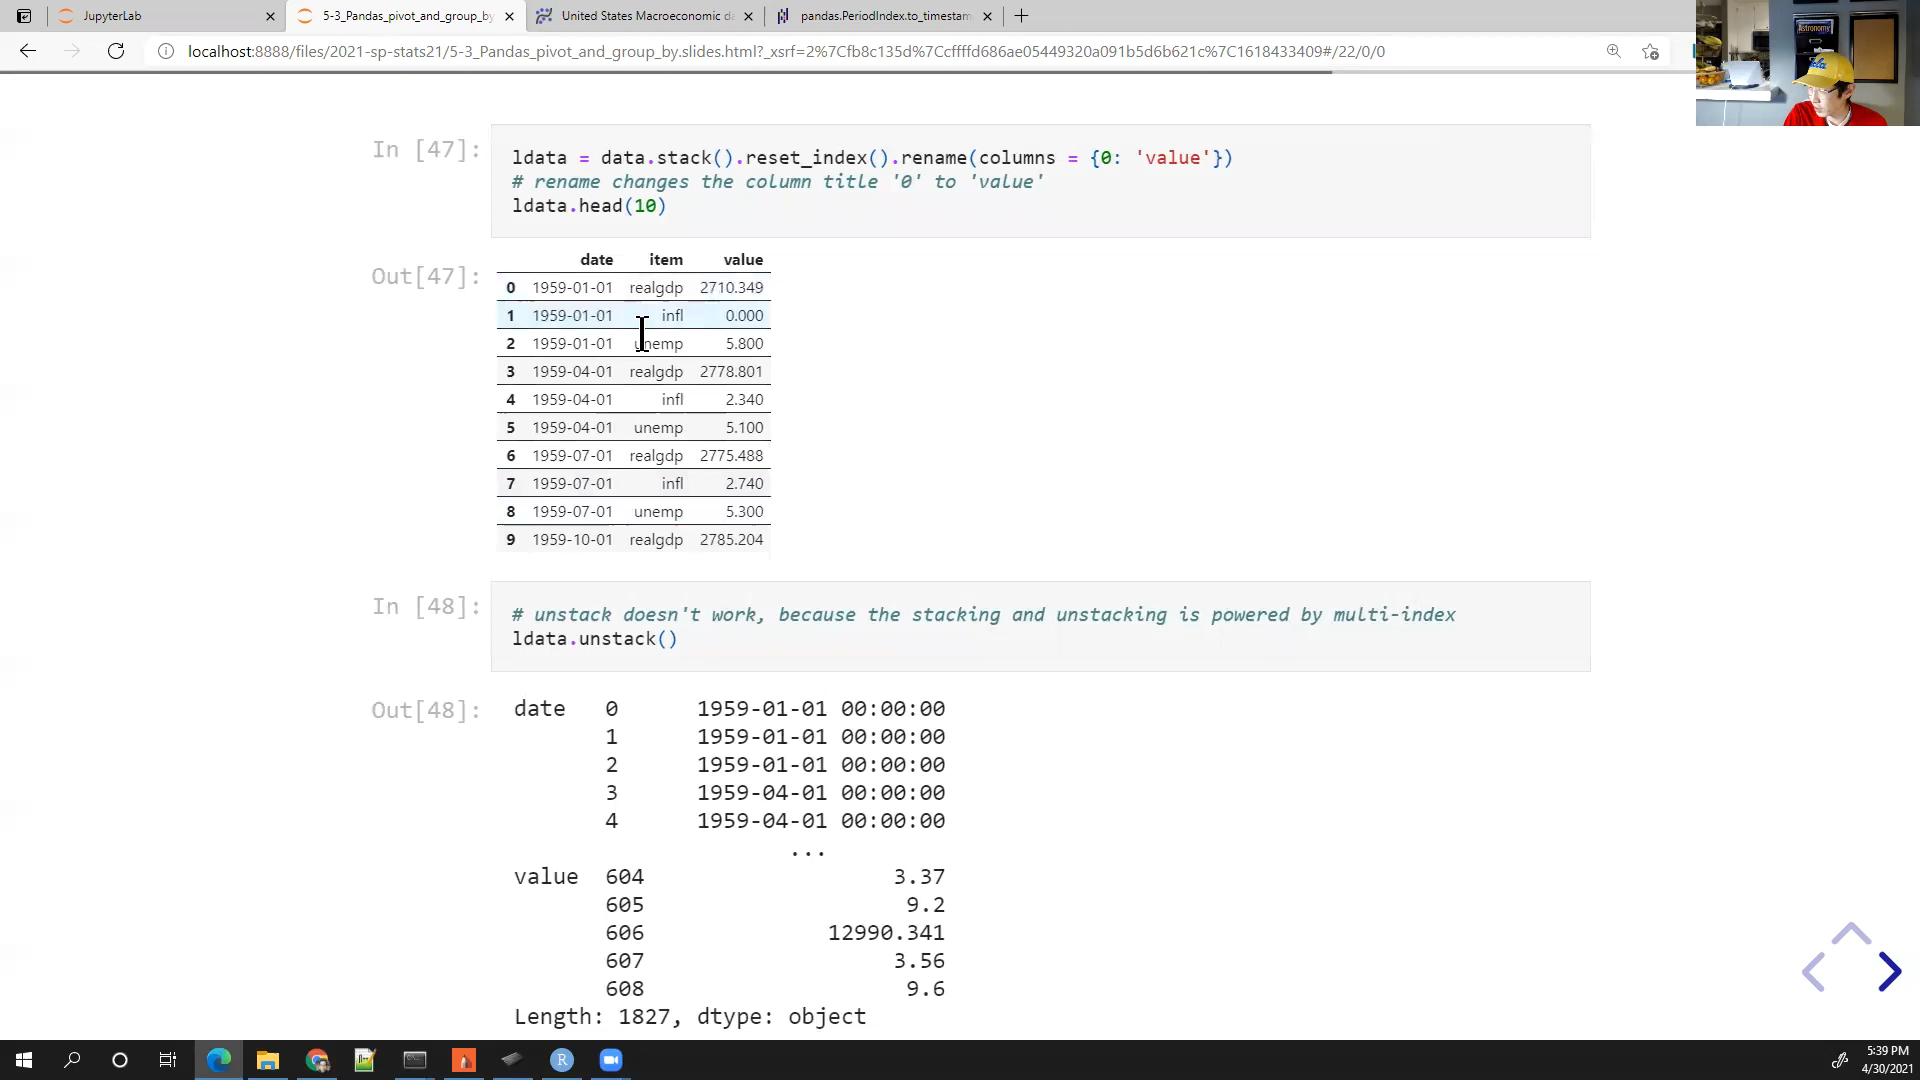 JupyterLab
5-3_Pandas_pivot_and_group_by
United States Macroeconomic da
pandas.PeriodIndex.to_timestam
localhost:8888/files/2021-sp-stats21/5-3_Pandas_pivot_and_group_by.slides.html?_xsrf=2%7Cfb8c135d%7Ccffffd686ae05449320a091b5d6b621c%7C1618433409#/22/0/0
Astronomy
In [47]:
ldata = data.stack().reset_index().rename(columns = {0: 'value'})
# rename changes the column title '0' to 'value'
ldata.head(10)
Out[47]:
date item value
0 1959-01-01 realgdp 2710.349
1 1959-01-01 infl 0.000
2 1959-01-01 unemp 5.800
3 1959-04-01 realgdp 2778.801
4 1959-04-01 infl 2.340
5 1959-04-01 unemp 5.100
6 1959-07-01 realgdp 2775.488
7 1959-07-01 infl 2.740
8 1959-07-01 unemp 5.300
9 1959-10-01 realgdp 2785.204
In [48]:
# unstack doesn't work, because the stacking and unstacking is powered by multi-index
ldata.unstack()
Out[48]:
date 0 1959-01-01 00:00:00
1 1959-01-01 00:00:00
2 1959-01-01 00:00:00
3 1959-04-01 00:00:00
4 1959-04-01 00:00:00
...
value 604 3.37
605 9.2
606 12990.341
607 3.56
608 9.6
Length: 1827, dtype: object
R
5:39 PM
4/30/2021